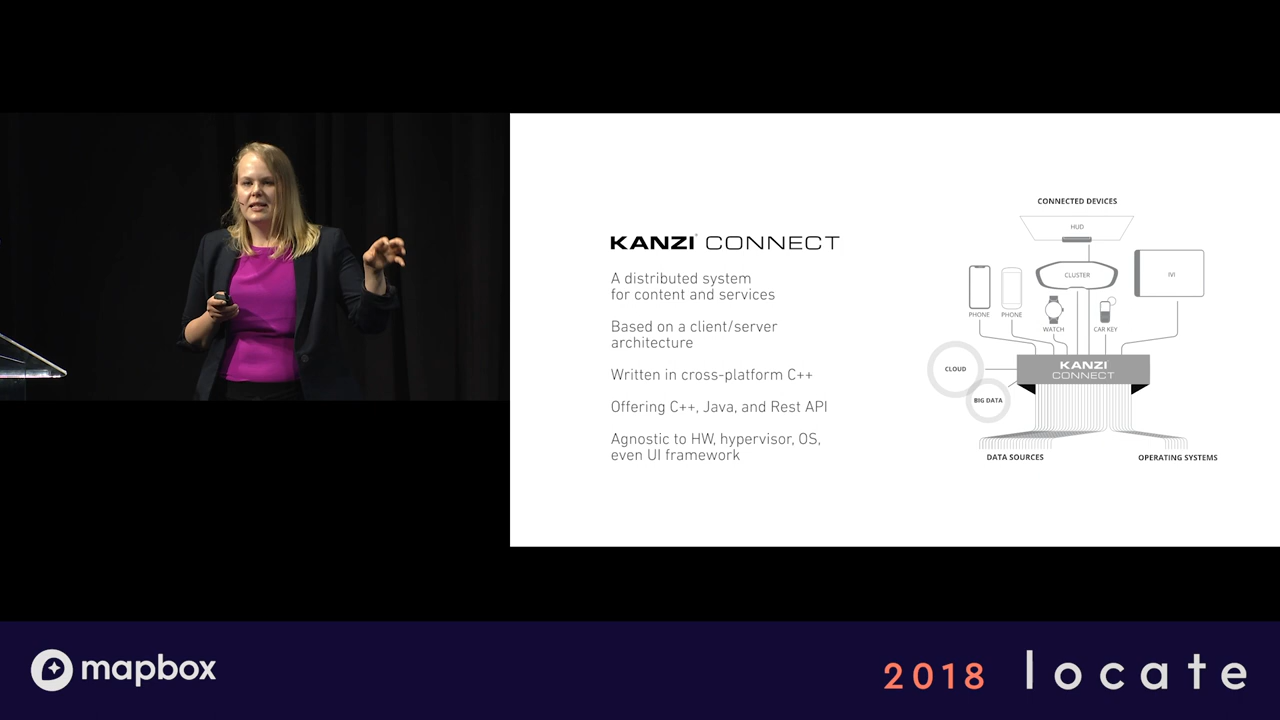 KANZI CONNECT
A distributed system
for content and services
Based on a client/server
architecture
Written in cross-platform C++
Offering C++, Java, and Rest API
Agnostic to HW, hypervisor, OS,
even UI framework
CONNECTED DEVICES
HUD
CLUSTER
IVI
PHONE
PHONE
WATCH
CAR KEY
CLOUD
BIG DATA
KANZI
CONNECT
DATA SOURCES
OPERATING SYSTEMS
mapbox
2018 locate